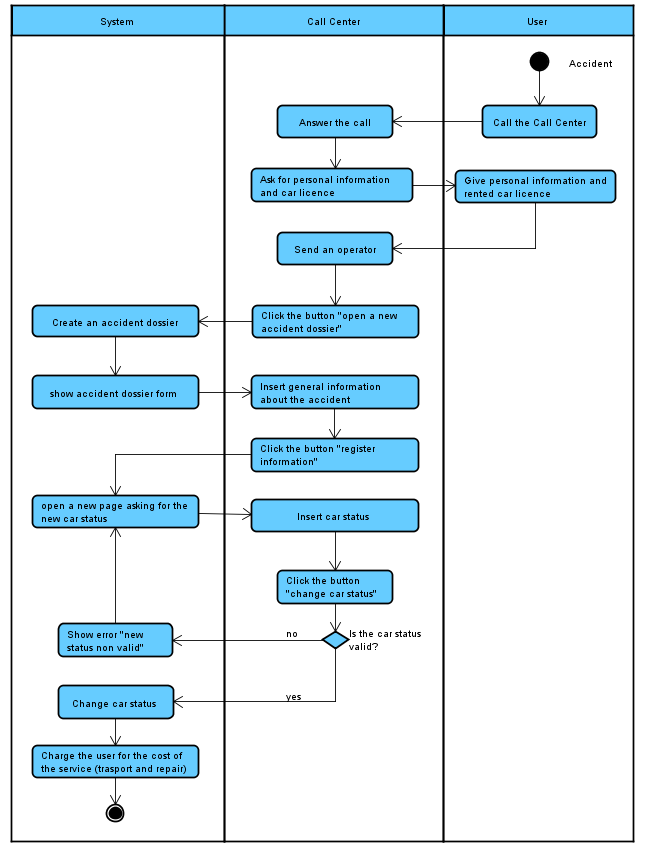 System
Call Center
User
Accident
Call the Call Center
Answer the call
Ask for personal information
and car licence
Give personal information and
rented car licence
Send an operator
Click the button "open a new
accident dossier"
Create an accident dossier
show accident dossier form
Insert general information
about the accident
Click the button "register
information"
open a new page asking for the
new car status
Insert car status
Click the button
"change car status"
Is the car status
valid?
no
Show error "new
status non valid"
yes
Change car status
Charge the user for the cost of
the service (trasport and repair)